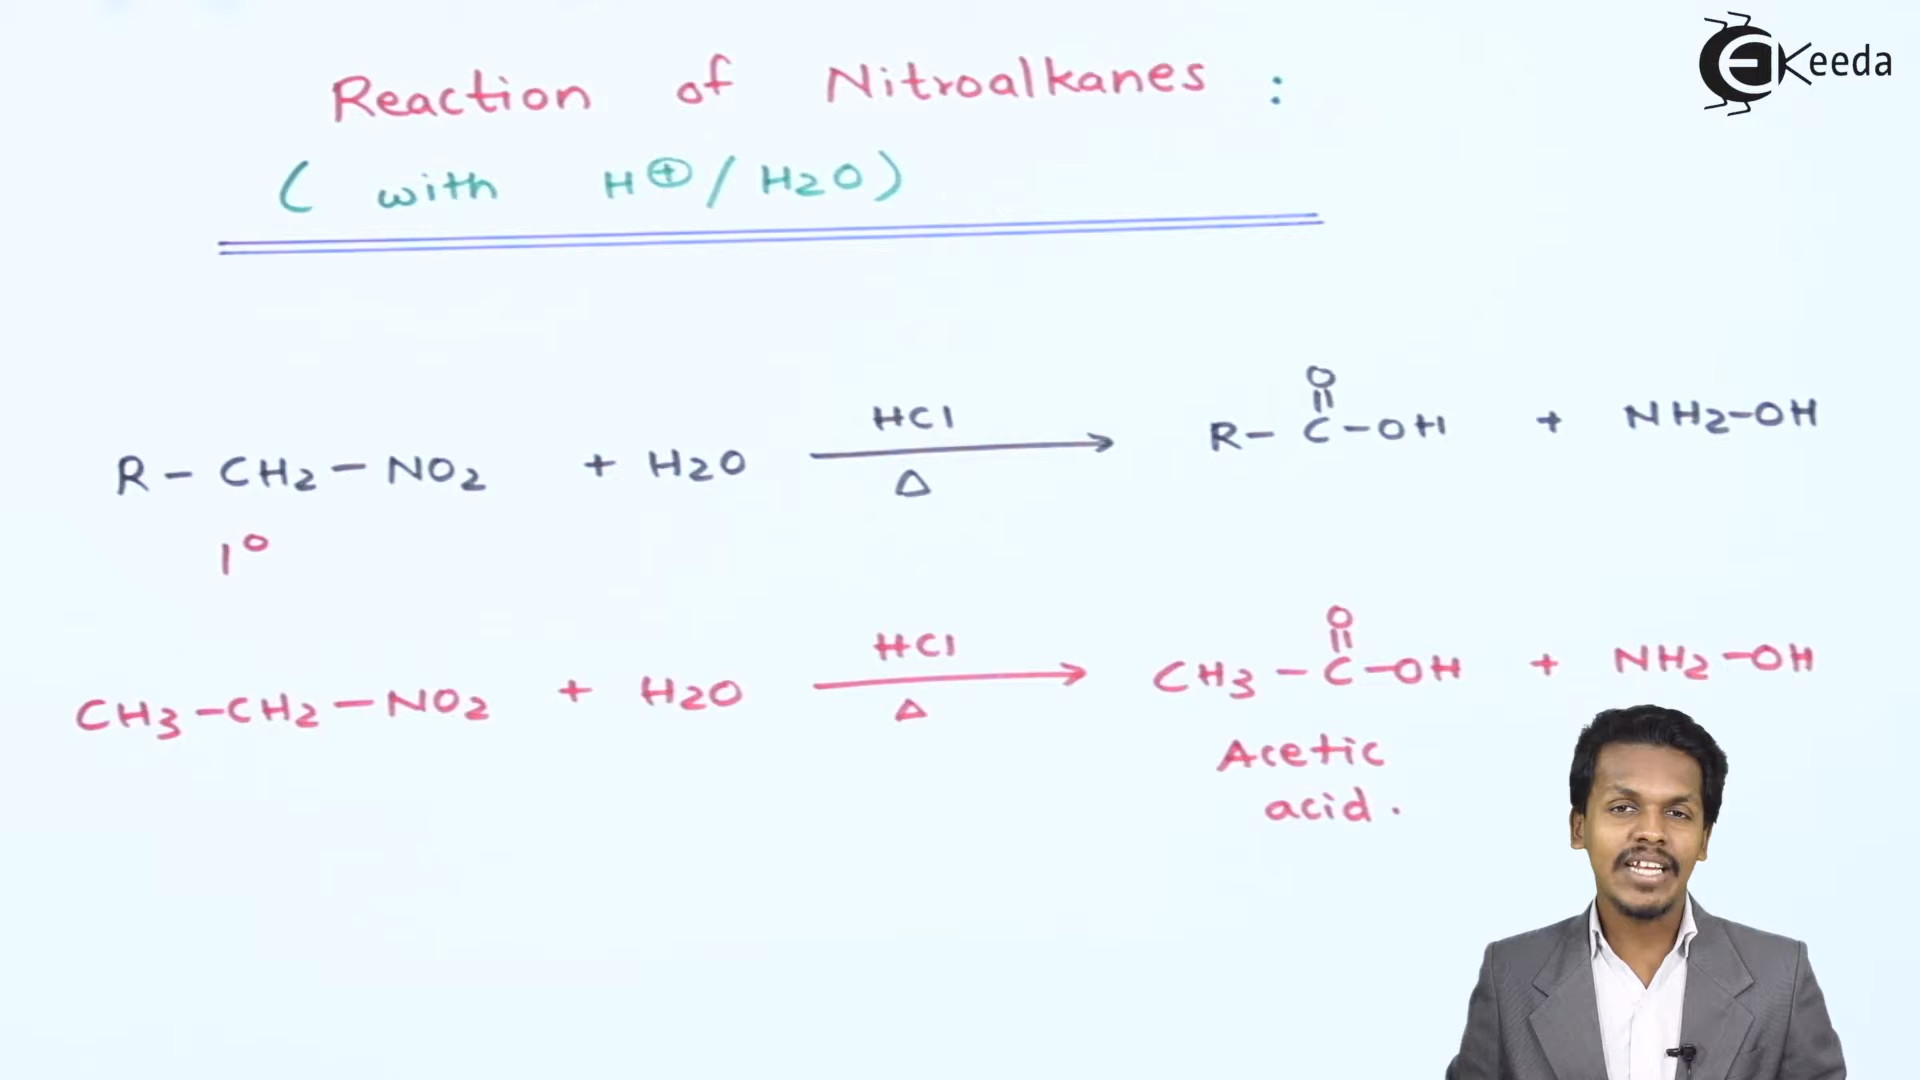 EKeeda
Reaction of Nitroalkanes :
( with H⊕/H2O)
R - CH2 - NO2 + H2O HCl Δ R - C - OH + NH2-OH
O
1°
CH3 - CH2 - NO2 + H2O HCl Δ CH3 - C - OH + NH2-OH
O
Acetic
acid .